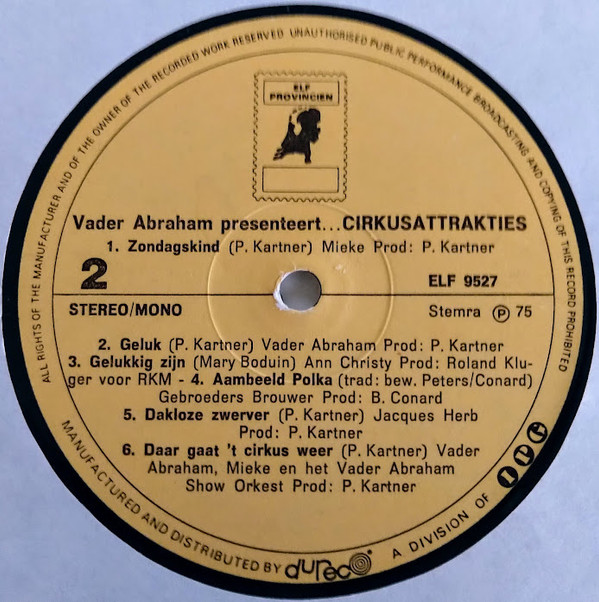 ALL RIGHTS OF THE MANUFACTURER AND OF THE OWNER OF THE RECORDED WORK RESERVED UNAUTHORISED PUBLIC PERFORMANCE BROADCASTING AND COPYING OF THIS RECORD PROHIBITED
ELF
PROVINCIEN
Vader Abraham presenteert...CIRKUSATTRAKTIES
1. Zondagskind (P. Kartner) Mieke Prod: P. Kartner
2
ELF 9527
STEREO/MONO
Stemra Ⓟ 75
2. Geluk (P. Kartner) Vader Abraham Prod: P. Kartner
3. Gelukkig zijn (Mary Boduin) Ann Christy Prod: Roland Klu-
ger voor RKM - 4. Aambeeld Polka (trad: bew. Peters/Conard)
Gebroeders Brouwer Prod: B. Conard
5. Dakloze zwerver (P. Kartner) Jacques Herb
Prod: P. Kartner
6. Daar gaat 't cirkus weer (P. Kartner) Vader
Abraham, Mieke en het Vader Abraham
Show Orkest Prod: P. Kartner
MANUFACTURED AND DISTRIBUTED BY dureco A DIVISION OF